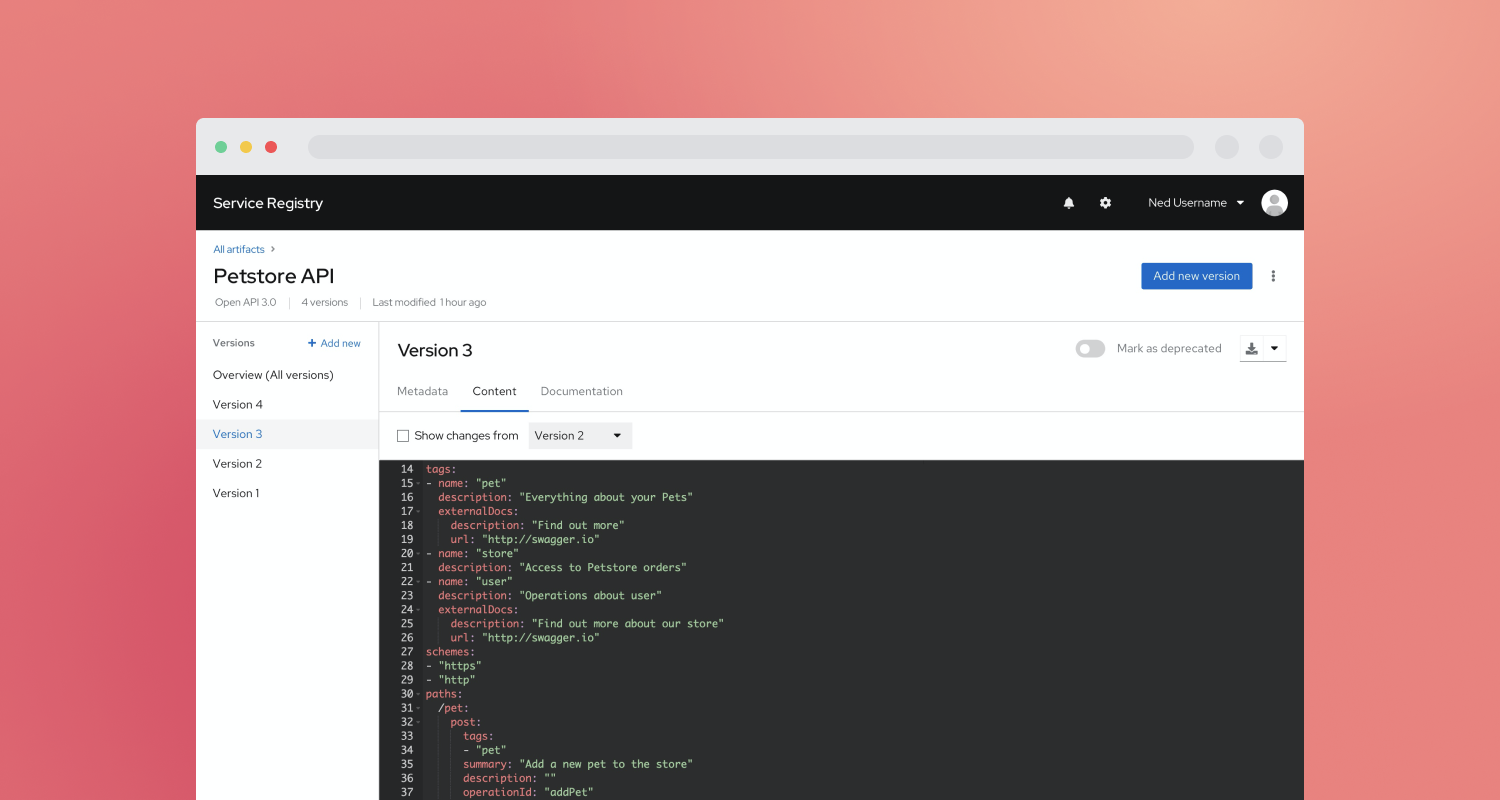 Service Registry
Ned Username
All artifacts
Petstore API
Add new version
Open API 3.0
4 versions
Last modified 1 hour ago
Versions
Add new
Overview (All versions)
Version 4
Version 3
Version 2
Version 1
Version 3
Mark as deprecated
Metadata
Content
Documentation
Show changes from
Version 2
14 tags:
15 - name: "pet"
16 description: "Everything about your Pets"
17 externalDocs:
18 description: "Find out more"
19 url: "http://swagger.io"
20 - name: "store"
21 description: "Access to Petstore orders"
22 - name: "user"
23 description: "Operations about user"
24 externalDocs:
25 description: "Find out more about our store"
26 url: "http://swagger.io"
27 schemes:
28 - "https"
29 - "http"
30 paths:
31 /pet:
32 post:
33 tags:
34 - "pet"
35 summary: "Add a new pet to the store"
36 description: ""
37 operationId: "addPet"